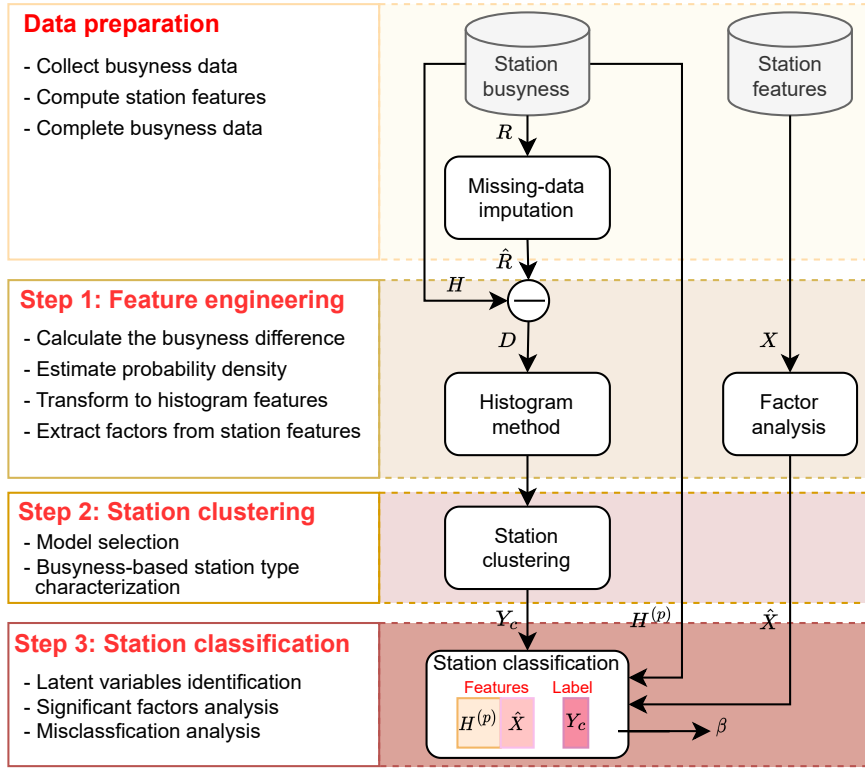 Data preparation
- Collect busyness data
- Compute station features
- Complete busyness data
Station
busyness
Station
features
R
Missing-data
imputation
R̂
Step 1: Feature engineering
- Calculate the busyness difference
- Estimate probability density
- Transform to histogram features
- Extract factors from station features
H
D
X
Histogram
method
Factor
analysis
Step 2: Station clustering
- Model selection
- Busyness-based station type
characterization
Station
clustering
Y_c
H^(p)
X̂
Step 3: Station classification
- Latent variables identification
- Significant factors analysis
- Misclassfication analysis
Station classification
Features
Label
H^(p)
X̂
Y_c
β